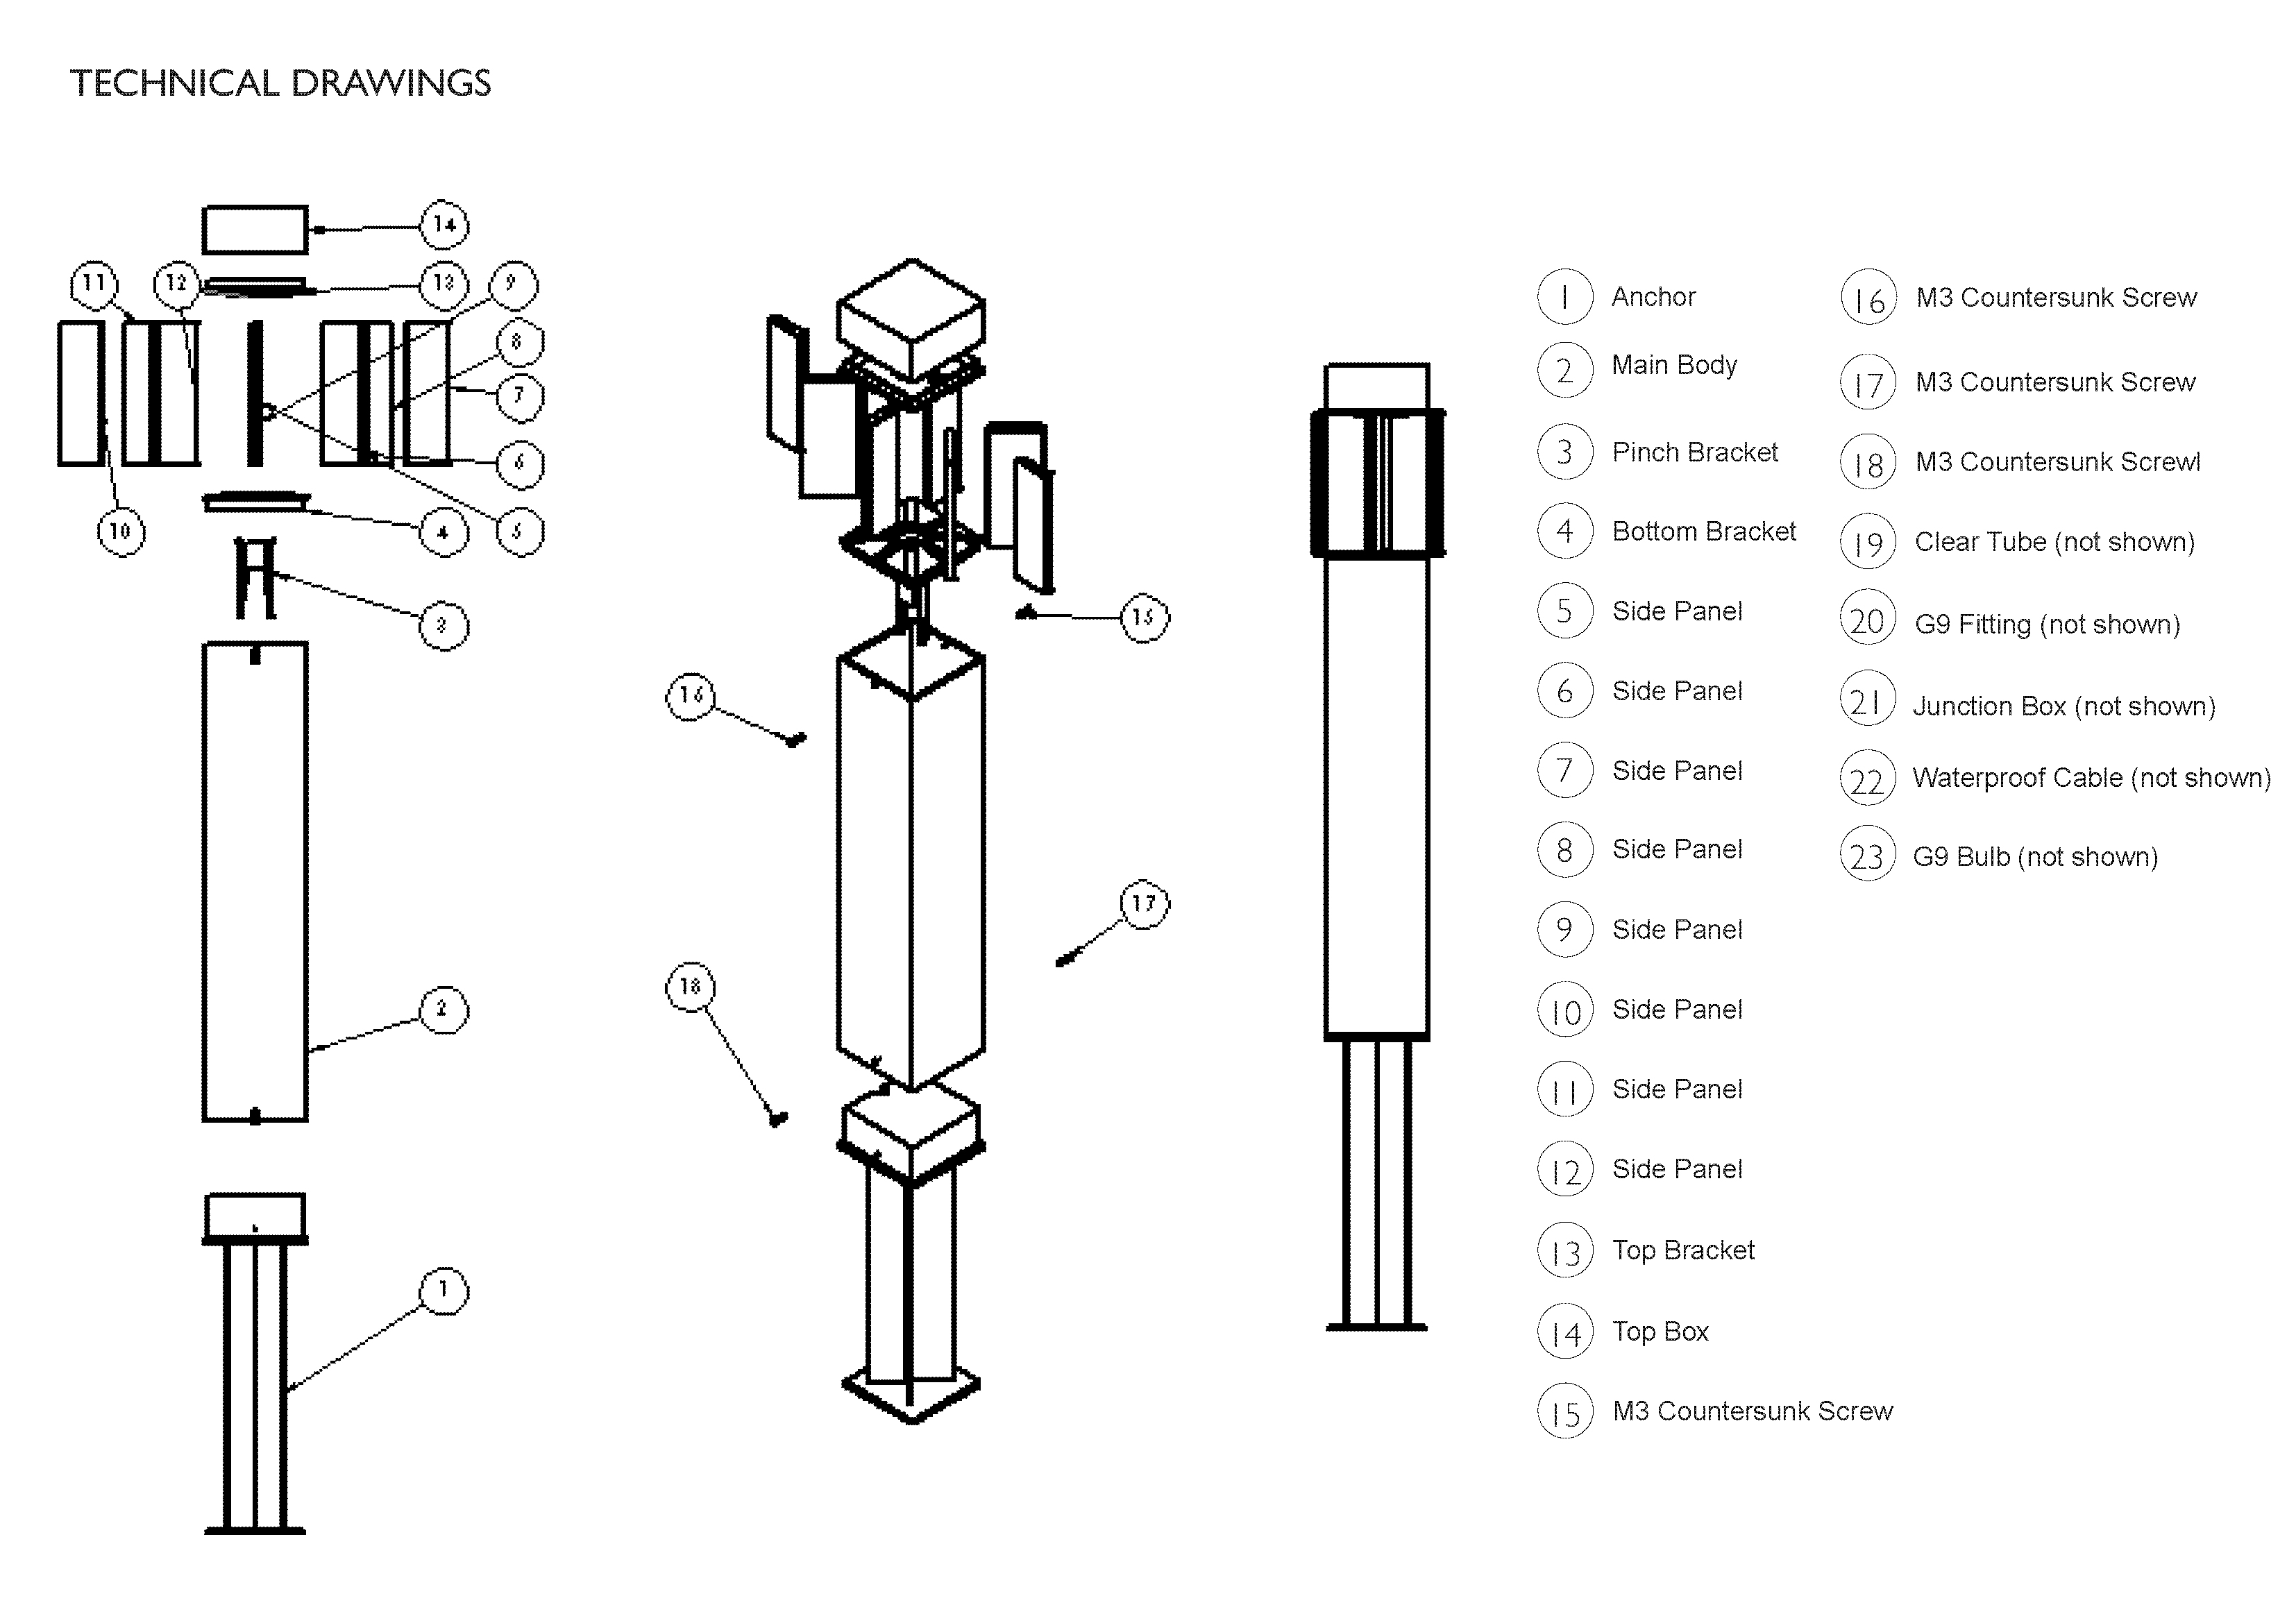 TECHNICAL DRAWINGS
14
11
12
13
9
8
7
6
10
4
5
3
2
1
15
16
17
18
1 Anchor
2 Main Body
3 Pinch Bracket
4 Bottom Bracket
5 Side Panel
6 Side Panel
7 Side Panel
8 Side Panel
9 Side Panel
10 Side Panel
11 Side Panel
12 Side Panel
13 Top Bracket
14 Top Box
15 M3 Countersunk Screw
16 M3 Countersunk Screw
17 M3 Countersunk Screw
18 M3 Countersunk Screwl
19 Clear Tube (not shown)
20 G9 Fitting (not shown)
21 Junction Box (not shown)
22 Waterproof Cable (not shown)
23 G9 Bulb (not shown)